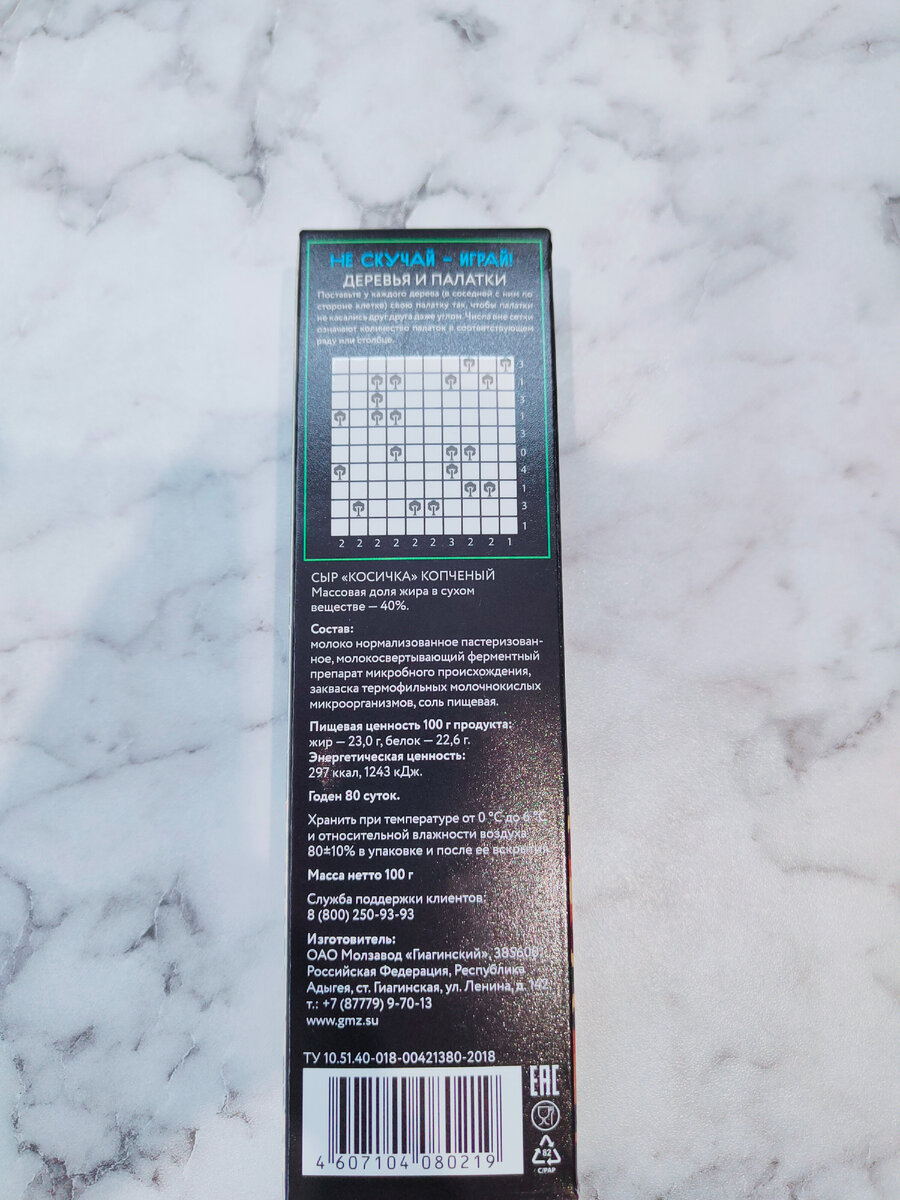 НЕ СКУЧАЙ – ИГРАЙ!
ДЕРЕВЬЯ И ПАЛАТКИ
Поставьте у каждого дерева (в соседней с ним по
стороне клетке) свою палатку так, чтобы палатки
не касались друг друга даже углом. Числа вне сетки
означают количество палаток в соответствующем
ряду или столбце.
3
1
3
1
3
0
4
1
3
1
2 2 2 2 2 2 3 2 2 1
СЫР «КОСИЧКА» КОПЧЕНЫЙ
Массовая доля жира в сухом
веществе — 40%.
Состав:
молоко нормализованное пастеризован-
ное, молокосвертывающий ферментный
препарат микробного происхождения,
закваска термофильных молочнокислых
микроорганизмов, соль пищевая.
Пищевая ценность 100 г продукта:
жир — 23,0 г, белок — 22,6 г.
Энергетическая ценность:
297 ккал, 1243 кДж.
Годен 80 суток.
Хранить при температуре от 0 °С до 6 °С
и относительной влажности воздуха
80±10% в упаковке и после ее вскрытия
Масса нетто 100 г
Служба поддержки клиентов:
8 (800) 250-93-93
Изготовитель:
ОАО Молзавод «Гиагинский», 385600,
Российская Федерация, Республика
Адыгея, ст. Гиагинская, ул. Ленина, д. 142
т.: +7 (87779) 9-70-13
www.gmz.su
ТУ 10.51.40-018-00421380-2018
EAC
4 607104 080219
82
C/PAP